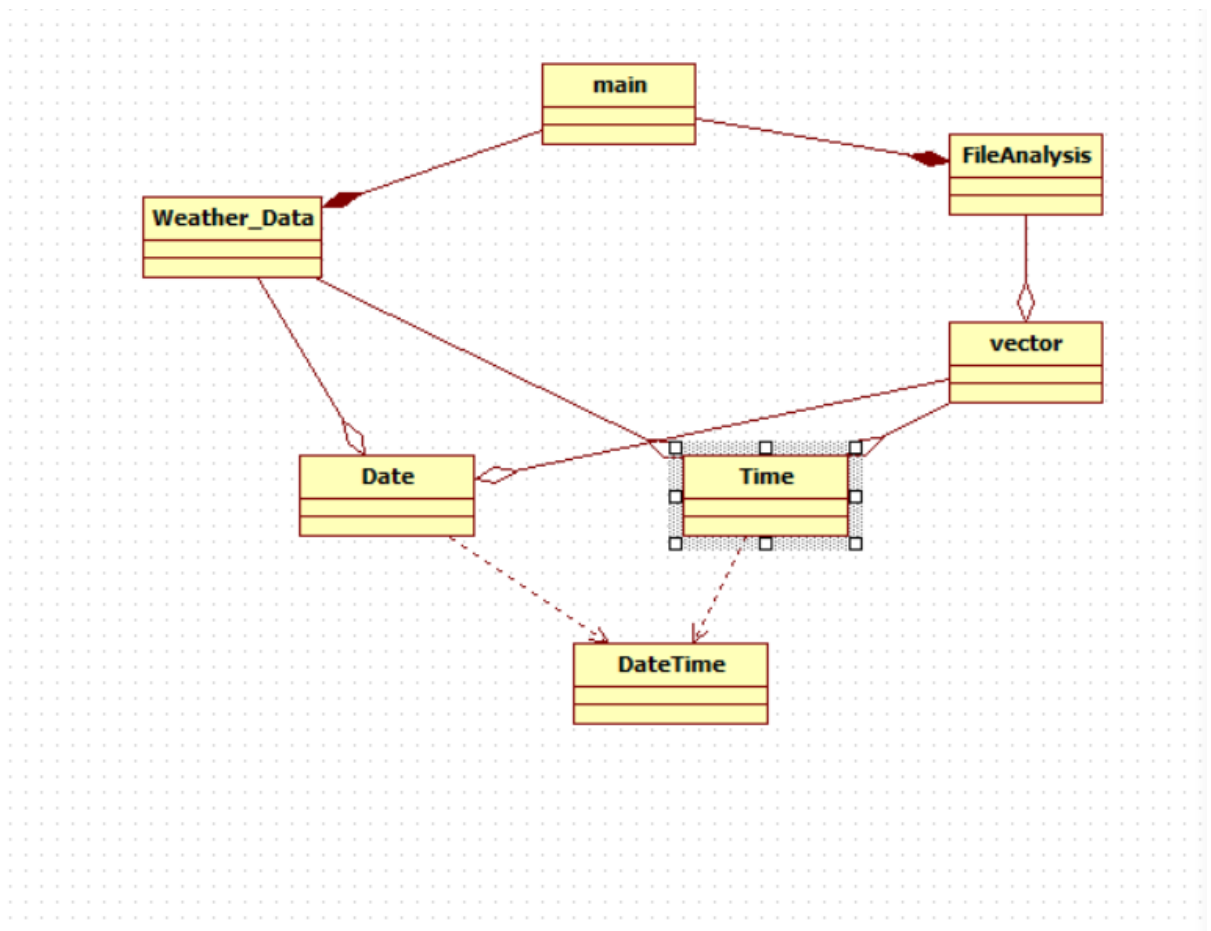 main
FileAnalysis
Weather_Data
vector
Date
Time
DateTime